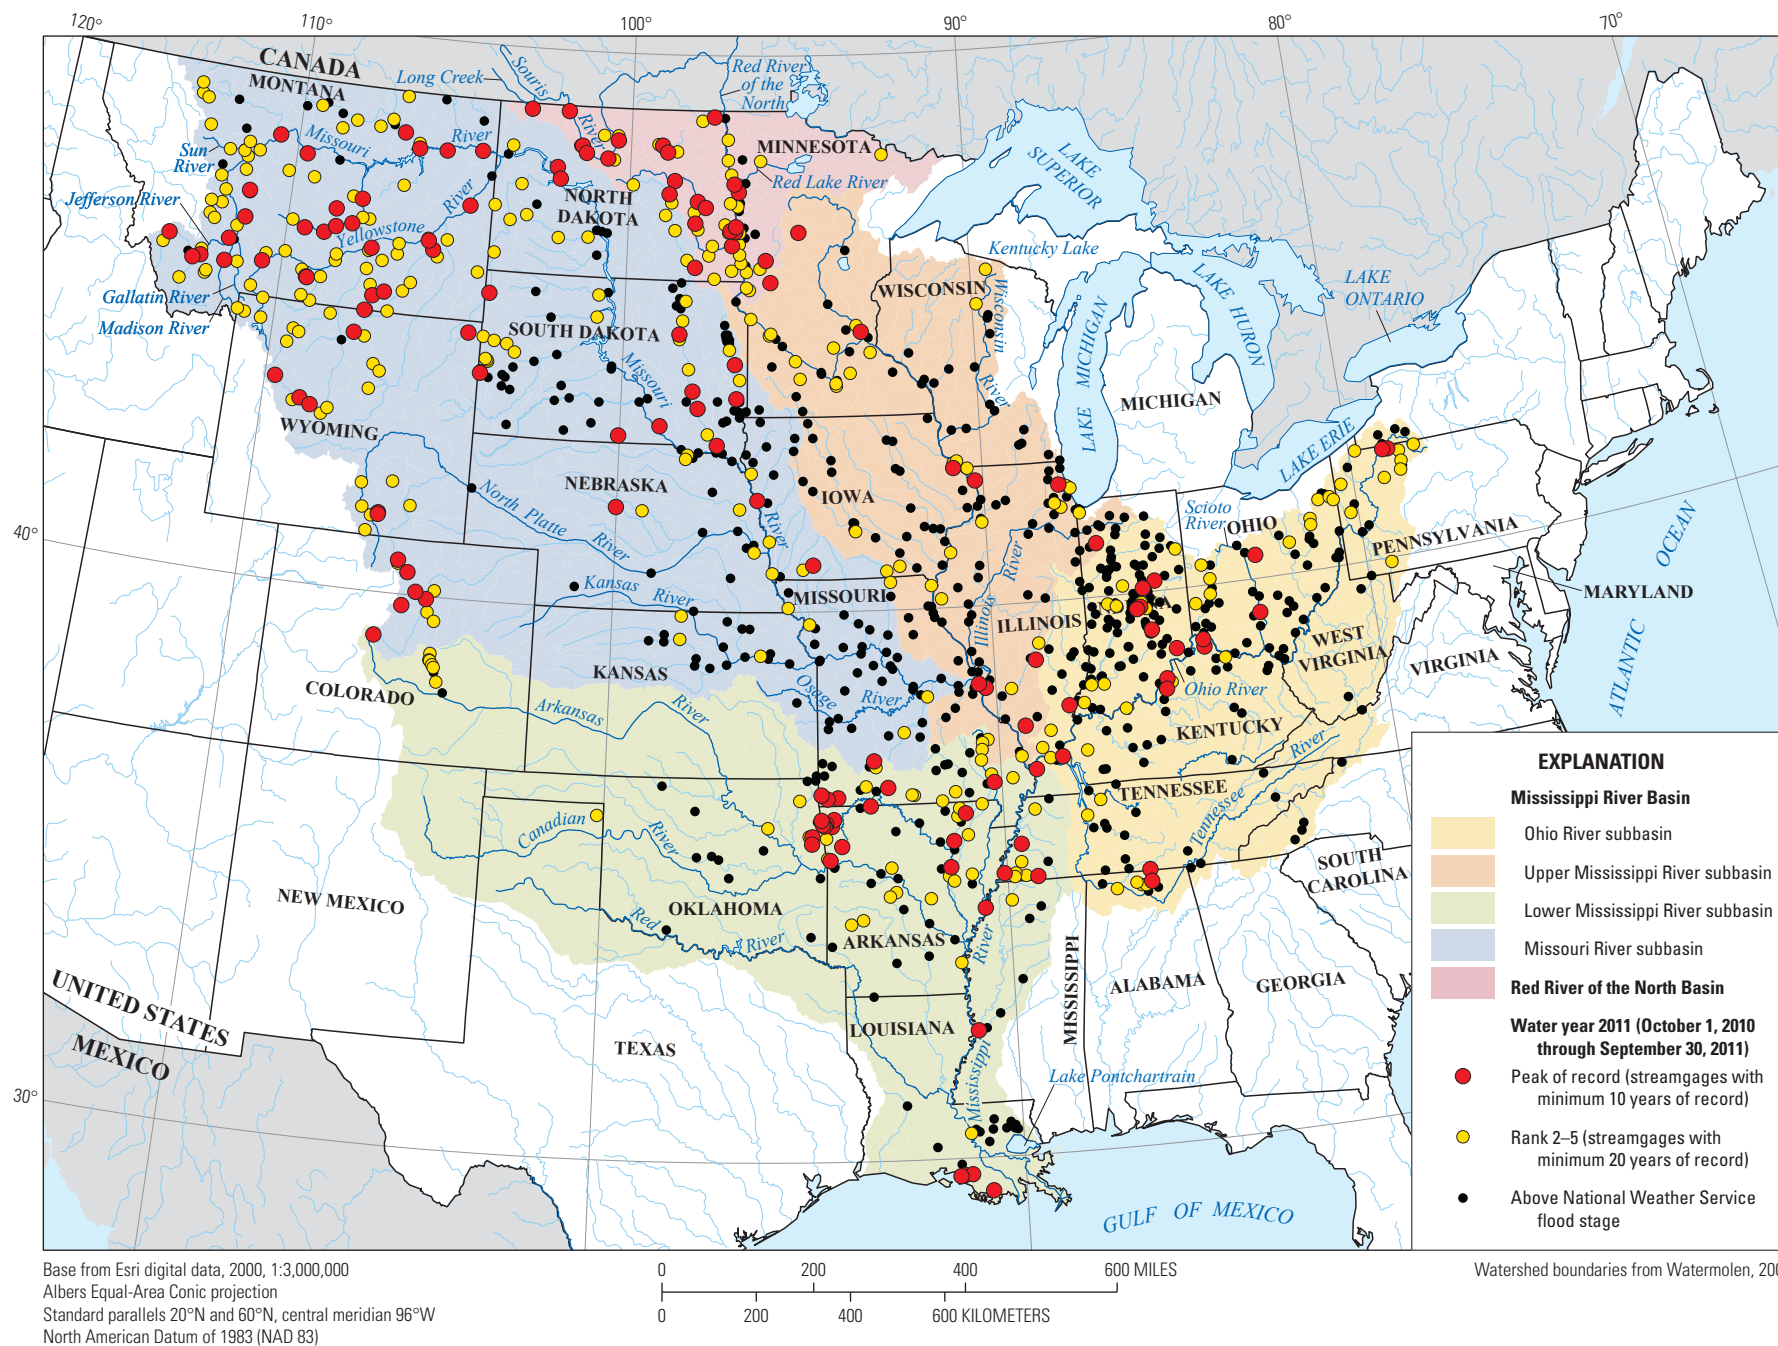 120°
110°
100°
90°
80°
70°
CANADA
MONTANA
Long Creek
Souris
River
Red River
of the
North
Missouri
River
Sun
River
MINNESOTA
Red Lake River
LAKE
SUPERIOR
Jefferson River
Yellowstone
River
NORTH
DAKOTA
Kentucky Lake
Gallatin River
Madison River
WISCONSIN
Wisconsin
River
LAKE MICHIGAN
LAKE HURON
LAKE
ONTARIO
SOUTH DAKOTA
Missouri
River
MICHIGAN
LAKE ERIE
WYOMING
NEBRASKA
IOWA
North Platte
River
Scioto
River
OHIO
PENNSYLVANIA
40°
Kansas River
MISSOURI
Illinois
River
ILLINOIS
MARYLAND
WEST
VIRGINIA
VIRGINIA
ATLANTIC OCEAN
COLORADO
KANSAS
Arkansas
River
Osage
River
Ohio River
KENTUCKY
TENNESSEE
Tennessee
River
Canadian
River
NEW MEXICO
OKLAHOMA
Red
River
ARKANSAS
River
Mississippi
SOUTH
CAROLINA
MISSISSIPPI
ALABAMA
GEORGIA
UNITED STATES
MEXICO
TEXAS
LOUISIANA
Lake Pontchartrain
30°
GULF OF MEXICO
EXPLANATION
Mississippi River Basin
Ohio River subbasin
Upper Mississippi River subbasin
Lower Mississippi River subbasin
Missouri River subbasin
Red River of the North Basin
Water year 2011 (October 1, 2010
through September 30, 2011)
Peak of record (streamgages with
minimum 10 years of record)
Rank 2–5 (streamgages with
minimum 20 years of record)
Above National Weather Service
flood stage
Base from Esri digital data, 2000, 1:3,000,000
Albers Equal-Area Conic projection
Standard parallels 20°N and 60°N, central meridian 96°W
North American Datum of 1983 (NAD 83)
0 200 400 600 MILES
0 200 400 600 KILOMETERS
Watershed boundaries from Watermolen, 200